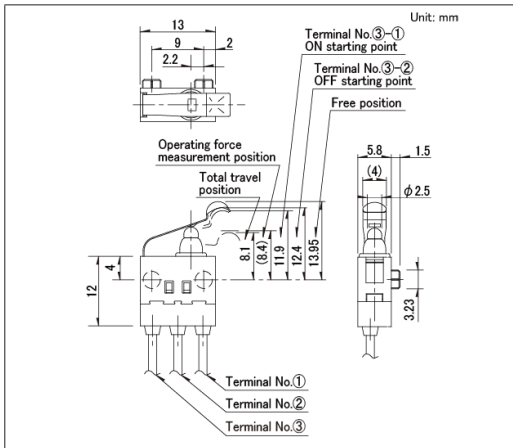 Unit: mm
13
9
2
2.2
Terminal No.③-①
ON starting point
Terminal No.③-②
OFF starting point
Free position
Operating force
measurement position
Total travel
position
5.8
1.5
(4)
φ2.5
8.1
(8.4)
11.9
12.4
13.95
4
12
3.23
Terminal No.①
Terminal No.②
Terminal No.③